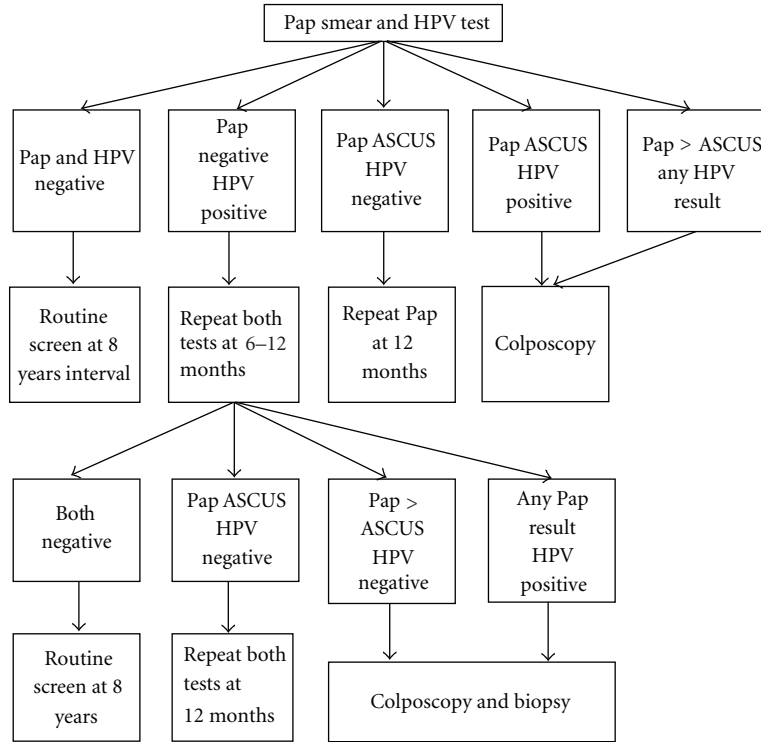 Pap smear and HPV test
Pap and HPV
negative
Pap
negative
HPV
positive
Pap ASCUS
HPV
negative
Pap ASCUS
HPV
positive
Pap > ASCUS
any HPV
result
Routine
screen at 8
years interval
Repeat both
tests at 6–12
months
Repeat Pap
at 12
months
Colposcopy
Both
negative
Pap ASCUS
HPV
negative
Pap >
ASCUS
HPV
negative
Any Pap
result
HPV
positive
Routine
screen at 8
years
Repeat both
tests at
12 months
Colposcopy and biopsy